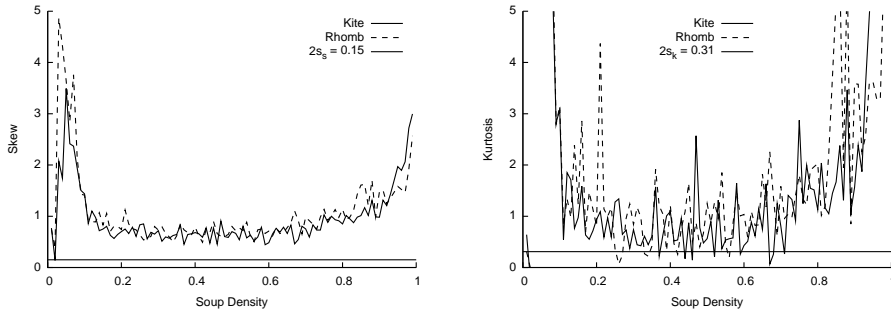 Kite
Rhomb
2s_s = 0.15
5
4
3
2
1
0
Skew
0
0.2
0.4
0.6
0.8
1
Soup Density
Kite
Rhomb
2s_k = 0.31
5
4
3
2
1
0
Kurtosis
0
0.2
0.4
0.6
0.8
1
Soup Density